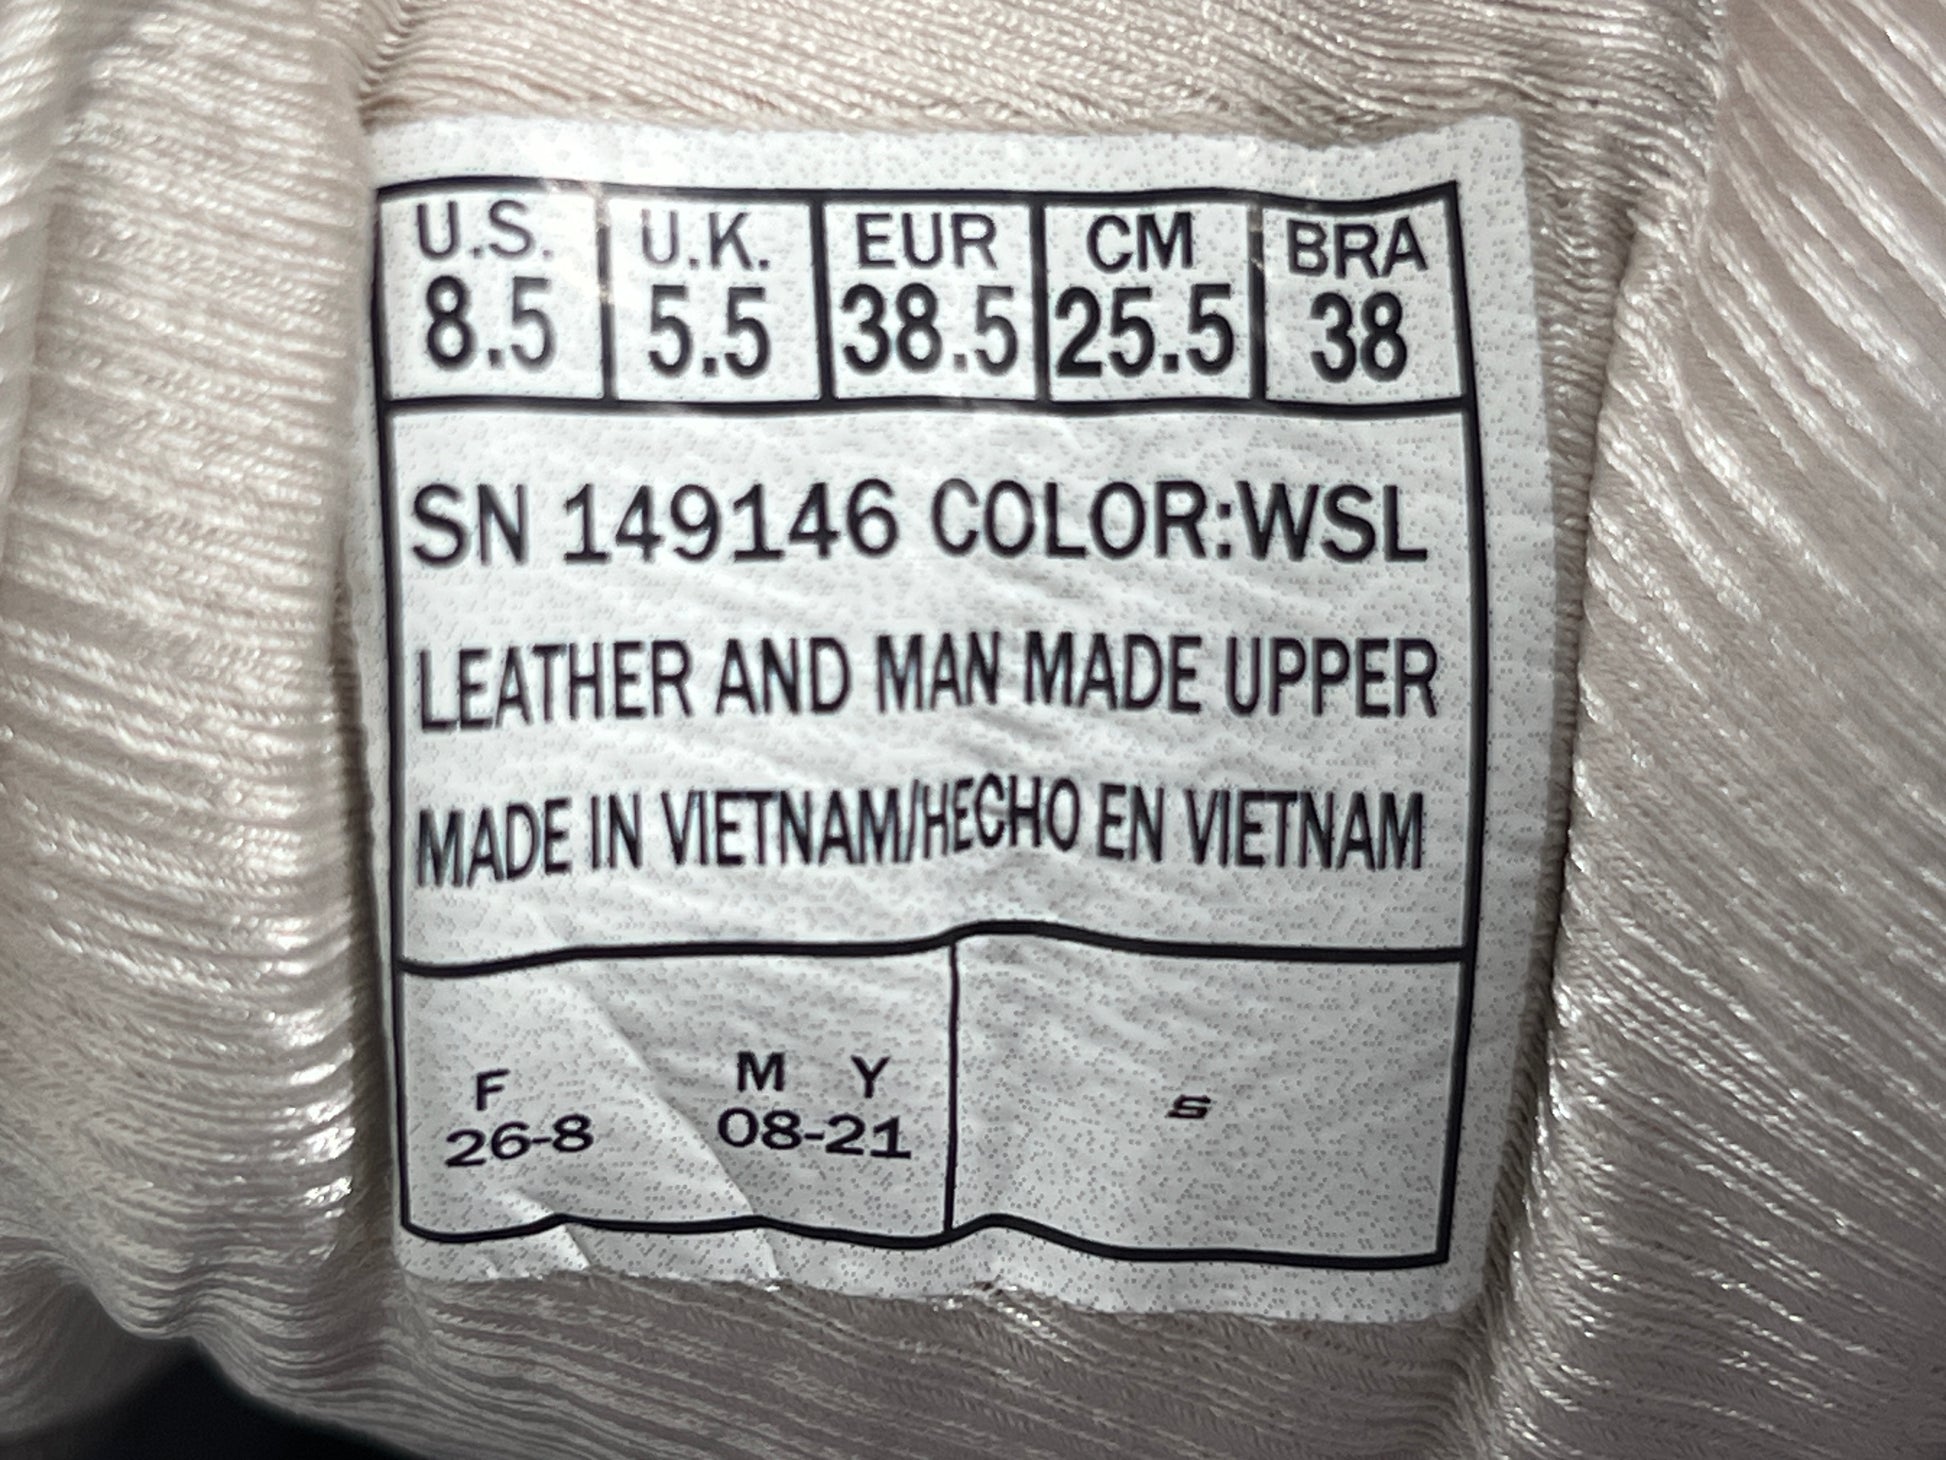 U.S. U.K. EUR CM BRA
8.5 5.5 38.5 25.5 38
SN 149146 COLOR:WSL
LEATHER AND MAN MADE UPPER
MADE IN VIETNAM/HECHO EN VIETNAM
F M Y
26-8 08-21
S